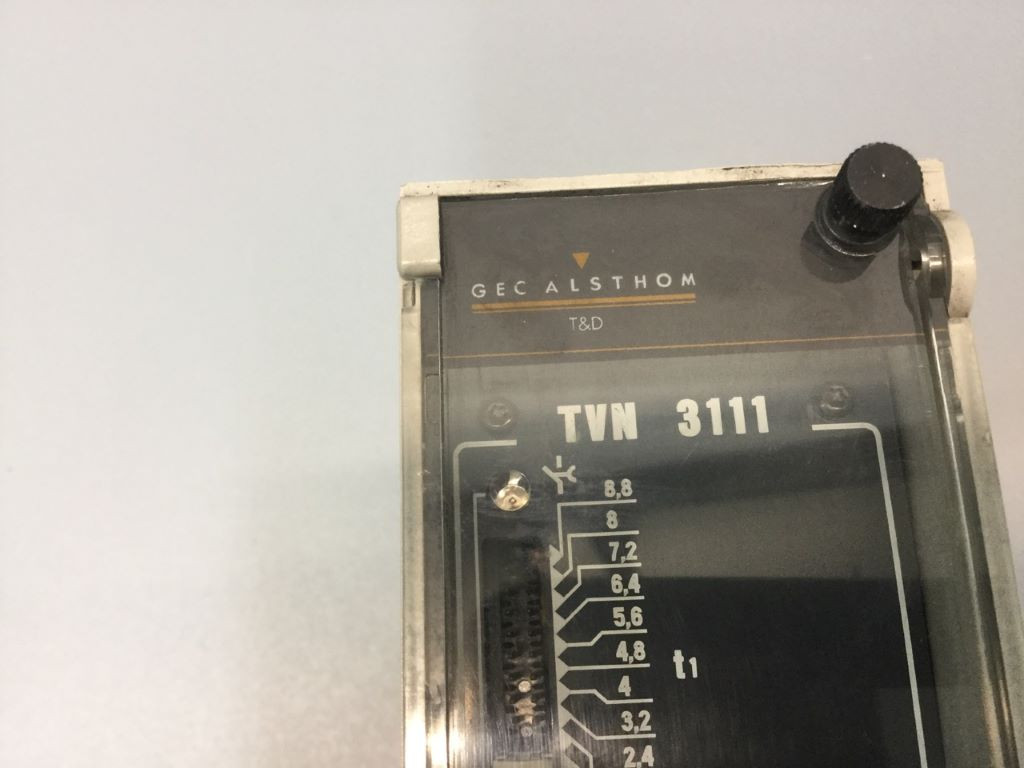 GEC ALSTHOM
T&D
TVN 3111
8,8
8
7,2
6,4
5,6
4,8
t1
4
3,2
2,4